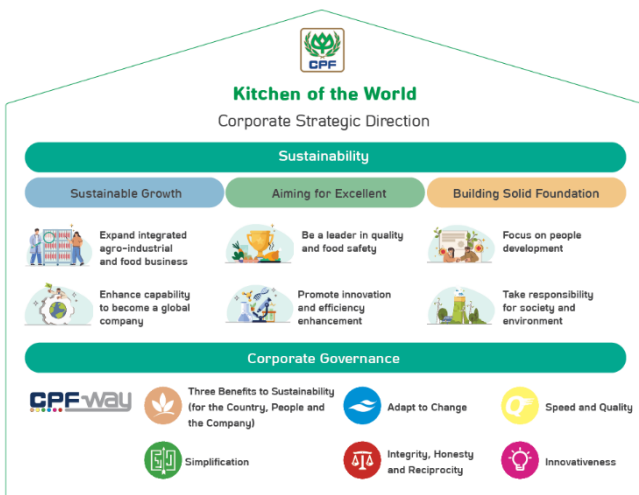 CPF
Kitchen of the World
Corporate Strategic Direction
Sustainability
Sustainable Growth
Aiming for Excellent
Building Solid Foundation
Expand integrated
agro-industrial
and food business
Be a leader in quality
and food safety
Focus on people
development
Enhance capability
to become a global
company
Promote innovation
and efficiency
enhancement
Take responsibility
for society and
environment
Corporate Governance
CPF-way
Three Benefits to Sustainability
(for the Country, People and
the Company)
Adapt to Change
Speed and Quality
Simplification
Integrity, Honesty
and Reciprocity
Innovativeness